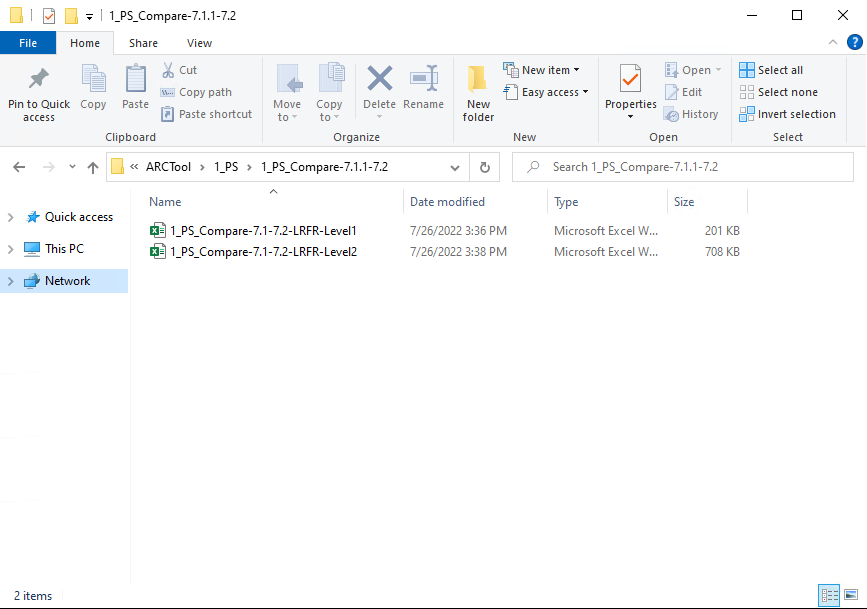 1_PS_Compare-7.1.1-7.2
File Home Share View
Pin to Quick access
Copy
Paste
Cut
Copy path
Paste shortcut
Clipboard
Move to
Copy to
Delete
Rename
Organize
New folder
New item
Easy access
New
Properties
Open
Edit
History
Open
Select all
Select none
Invert selection
Select
« ARCTool > 1_PS > 1_PS_Compare-7.1.1-7.2
Search 1_PS_Compare-7.1.1-7.2
Quick access
This PC
Network
Name Date modified Type Size
1_PS_Compare-7.1-7.2-LRFR-Level1 7/26/2022 3:36 PM Microsoft Excel W... 201 KB
1_PS_Compare-7.1-7.2-LRFR-Level2 7/26/2022 3:38 PM Microsoft Excel W... 708 KB
2 items